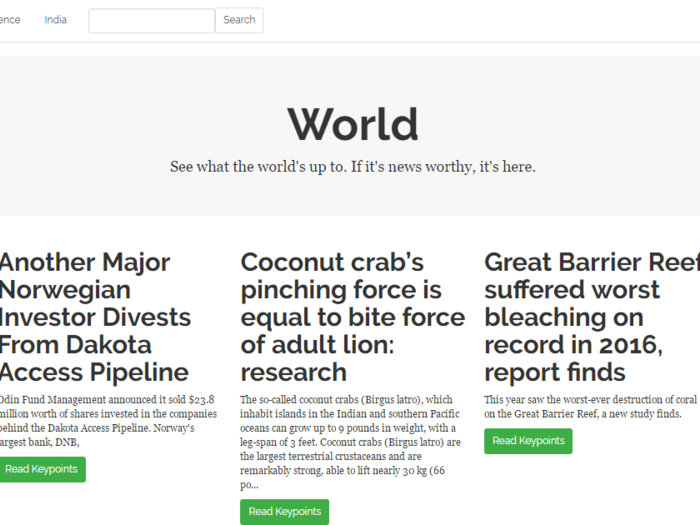 ence India Search
World
See what the world's up to. If it's news worthy, it's here.
Another Major
Norwegian
Investor Divests
From Dakota
Access Pipeline
Odin Fund Management announced it sold $23.8
million worth of shares invested in the companies
behind the Dakota Access Pipeline. Norway's
largest bank, DNB,
Read Keypoints
Coconut crab’s
pinching force is
equal to bite force
of adult lion:
research
The so-called coconut crabs (Birgus latro), which
inhabit islands in the Indian and southern Pacific
oceans can grow up to 9 pounds in weight, with a
leg-span of 3 feet. Coconut crabs (Birgus latro) are
the largest terrestrial crustaceans and are
remarkably strong, able to lift nearly 30 kg (66
po...
Read Keypoints
Great Barrier Reef
suffered worst
bleaching on
record in 2016,
report finds
This year saw the worst-ever destruction of coral
on the Great Barrier Reef, a new study finds.
Read Keypoints